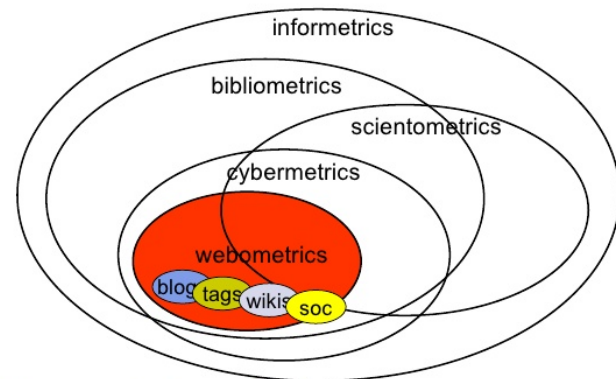 informetrics
bibliometrics
scientometrics
cybermetrics
webometrics
blog
tags
wikis
soc